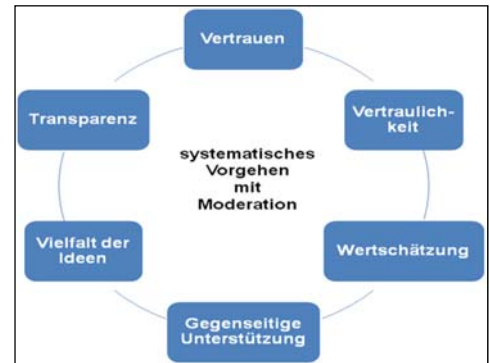 Vertrauen
Vertraulich-
keit
Wertschätzung
Gegenseitige
Unterstützung
Vielfalt der
Ideen
Transparenz
systematisches
Vorgehen
mit
Moderation